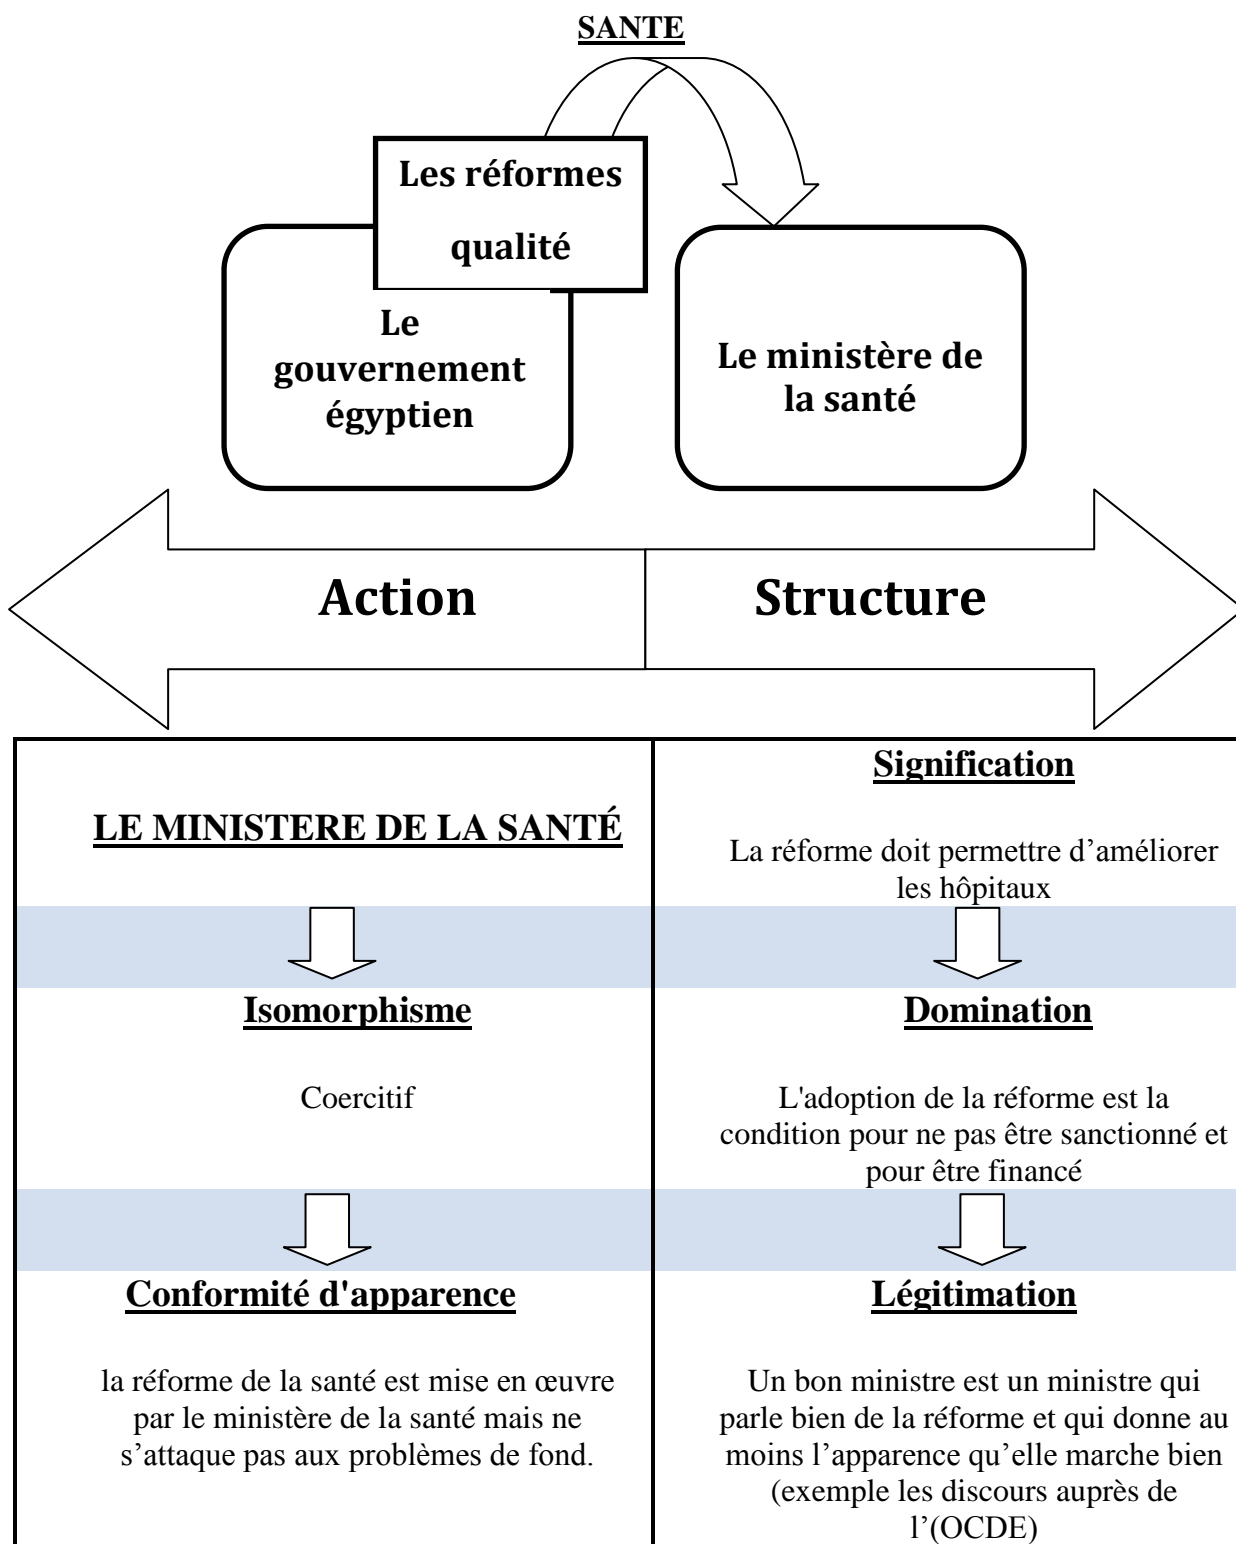 SANTE
Les réformes
qualité
Le
gouvernement
égyptien
Le ministère de
la santé
Action
Structure
LE MINISTERE DE LA SANTÉ
Signification
La réforme doit permettre d’améliorer
les hôpitaux
Isomorphisme
Coercitif
Domination
L'adoption de la réforme est la
condition pour ne pas être sanctionné et
pour être financé
Conformité d'apparence
la réforme de la santé est mise en œuvre
par le ministère de la santé mais ne
s’attaque pas aux problèmes de fond.
Légitimation
Un bon ministre est un ministre qui
parle bien de la réforme et qui donne au
moins l’apparence qu’elle marche bien
(exemple les discours auprès de
l’(OCDE)